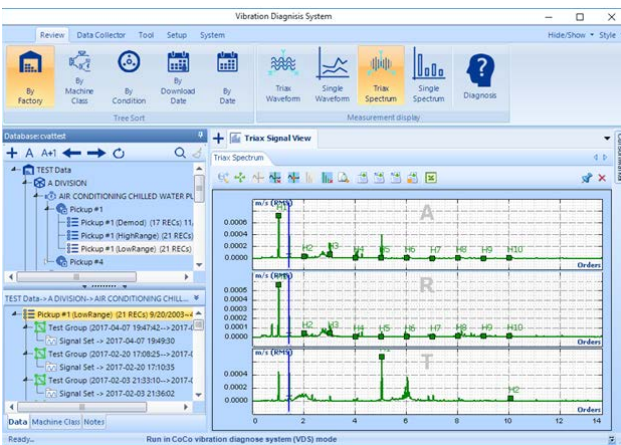 Vibration Diagnisis System
Review Data Collector Tool Setup System
Hide/Show Style
By Factory
By Machine Class
By Condition
By Download Date
By Date
Triax Waveform
Single Waveform
Triax Spectrum
Single Spectrum
Diagnosis
Tree Sort
Measurement display
Database:cvattest
A A+1
TEST Data
A DIVISION
AIR CONDITIONING CHILLED WATER PU
Pickup #1
Pickup #1 (Demod) (17 RECs) 11,
Pickup #1 (HighRange) (21 RECs)
Pickup #1 (LowRange) (21 RECs)
Pickup #4
TEST Data-> A DIVISION-> AIR CONDITIONING CHILL...
Pickup #1 (LowRange) (21 RECs) 9/20/2003~4
Test Group (2017-04-07 19:47:42->2017-0
Signal Set -> 2017-04-07 19:49:30
Test Group (2017-02-20 17:08:25->2017-0
Signal Set -> 2017-02-20 17:10:35
Test Group (2017-02-03 21:33:10->2017-0
Signal Set -> 2017-02-03 21:36:02
Data Machine Class Notes
Triax Signal View
Triax Spectrum
m/s (RMS)
A
0.0006
0.0004
0.0002
0.0000
H1 H2 H3 H4 H5 H6 H7 H8 H9 H10
Orders
m/s (RMS)
R
0.0005
0.0004
0.0003
0.0002
0.0001
0.0000
H2 H3 H4 H5 H6 H7 H8 H9 H10
Orders
m/s (RMS)
T
0.0004
0.0002
0.0000
H2
Orders
0 2 4 6 8 10 12 14
Ready...
Run in CoCo vibration diagnose system (VDS) mode